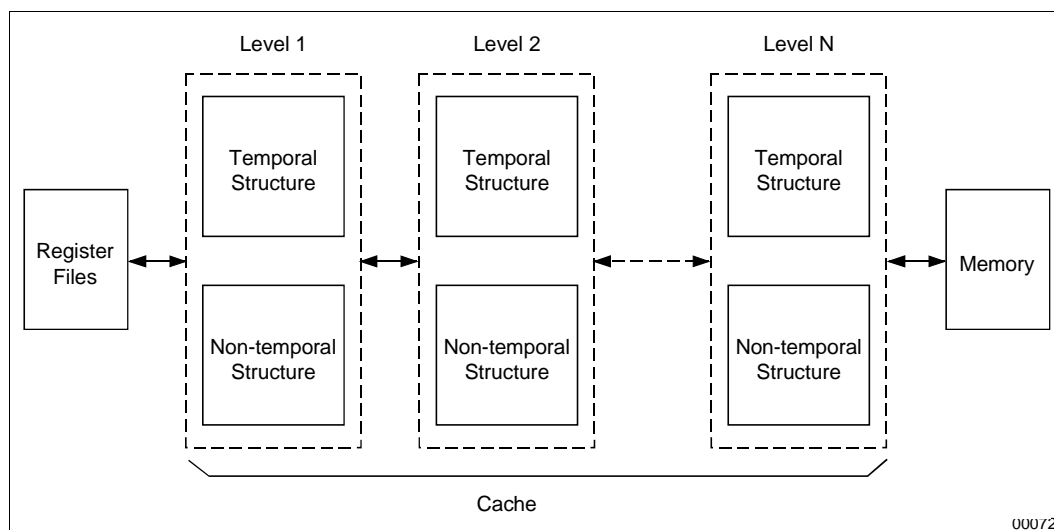 Level 1
Level 2
Level N
Temporal
Structure
Temporal
Structure
Temporal
Structure
Register
Files
Memory
Non-temporal
Structure
Non-temporal
Structure
Non-temporal
Structure
Cache
00072